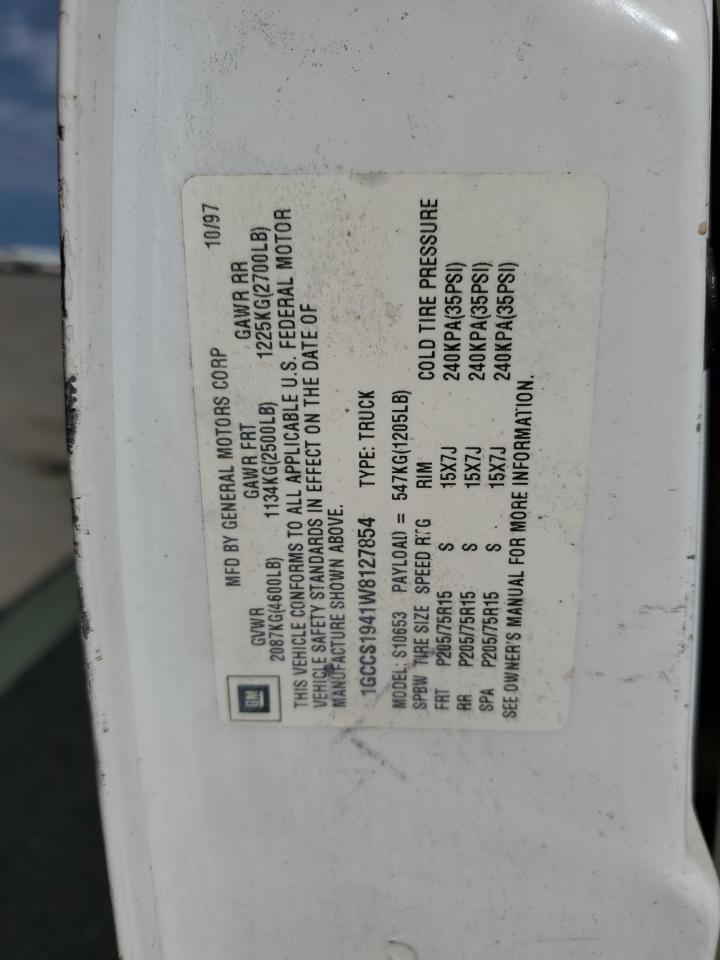 MFD BY GENERAL MOTORS CORP 10/97
GVWR GAWR FRT GAWR RR
2087KG(4600LB) 1134KG(2500LB) 1225KG(2700LB)
THIS VEHICLE CONFORMS TO ALL APPLICABLE U.S. FEDERAL MOTOR
VEHICLE SAFETY STANDARDS IN EFFECT ON THE DATE OF
MANUFACTURE SHOWN ABOVE.
GM
1GCCS1941W8127854 TYPE: TRUCK
MODEL: S10653 PAYLOAD = 547KG(1205LB)
SPBW TIRE SIZE SPEED RTG RIM COLD TIRE PRESSURE
FRT P205/75R15 S 15X7J 240KPA(35PSI)
RR P205/75R15 S 15X7J 240KPA(35PSI)
SPA P205/75R15 S 15X7J 240KPA(35PSI)
SEE OWNER'S MANUAL FOR MORE INFORMATION.